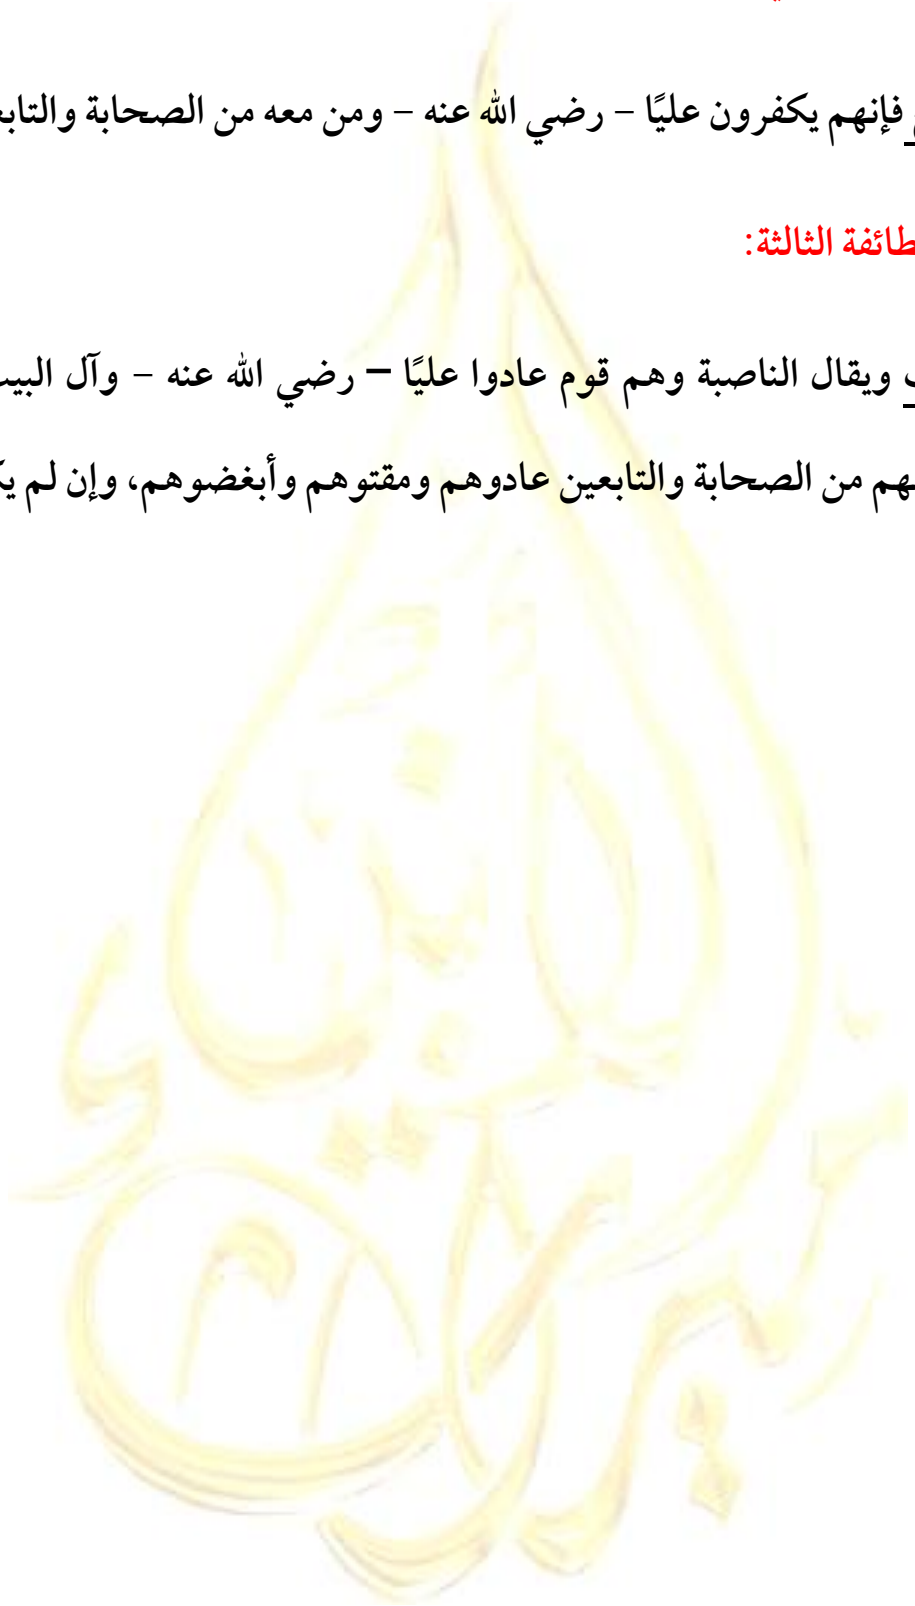 فإنهم يكفرون عليًا – رضي الله عنه – ومن معه من الصحابة والتابع
طائفة الثالثة:
ويقال الناصبة وهم قوم عادوا عليًا – رضي الله عنه – وآل البيت
هم من الصحابة والتابعين عادوهم ومقتوهم وأبغضوهم، وإن لم يك